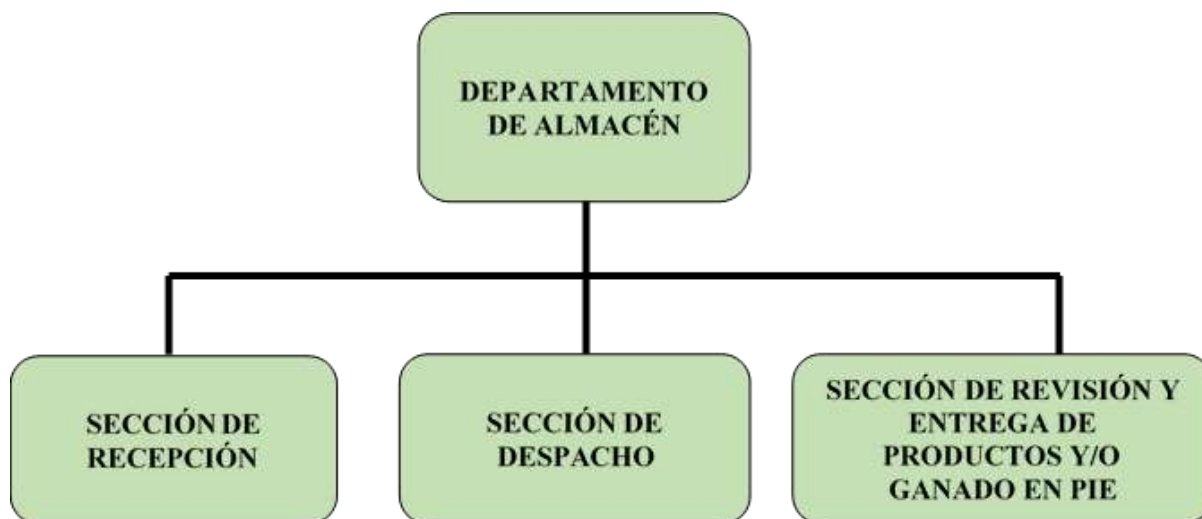 DEPARTAMENTO
DE ALMACÉN
SECCIÓN DE
RECEPCIÓN
SECCIÓN DE
DESPACHO
SECCIÓN DE REVISIÓN Y
ENTREGA DE
PRODUCTOS Y/O
GANADO EN PIE